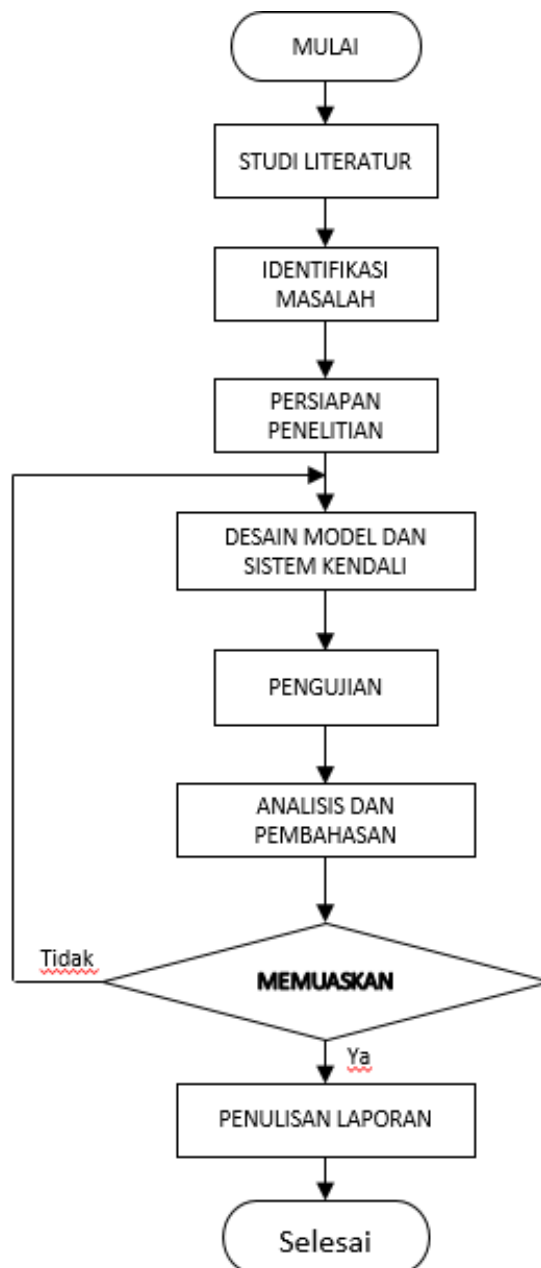 MULAI
STUDI LITERATUR
IDENTIFIKASI
MASALAH
PERSIAPAN
PENELITIAN
DESAIN MODEL DAN
SISTEM KENDALI
PENGUJIAN
ANALISIS DAN
PEMBAHASAN
Tidak
MEMUASKAN
Ya
PENULISAN LAPORAN
Selesai